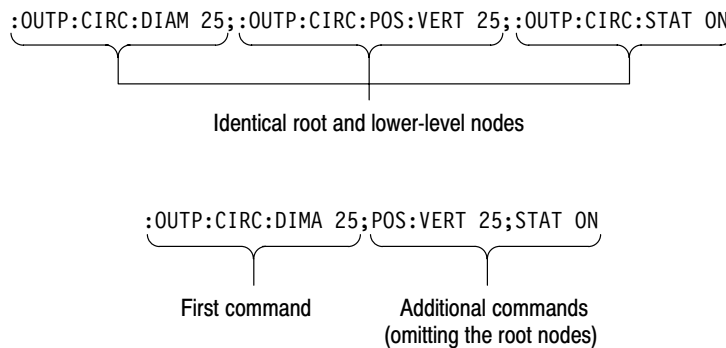 :OUTP:CIRC:DIAM 25;:OUTP:CIRC:POS:VERT 25;:OUTP:CIRC:STAT ON
Identical root and lower-level nodes
:OUTP:CIRC:DIMA 25;POS:VERT 25;STAT ON
First command
Additional commands
(omitting the root nodes)